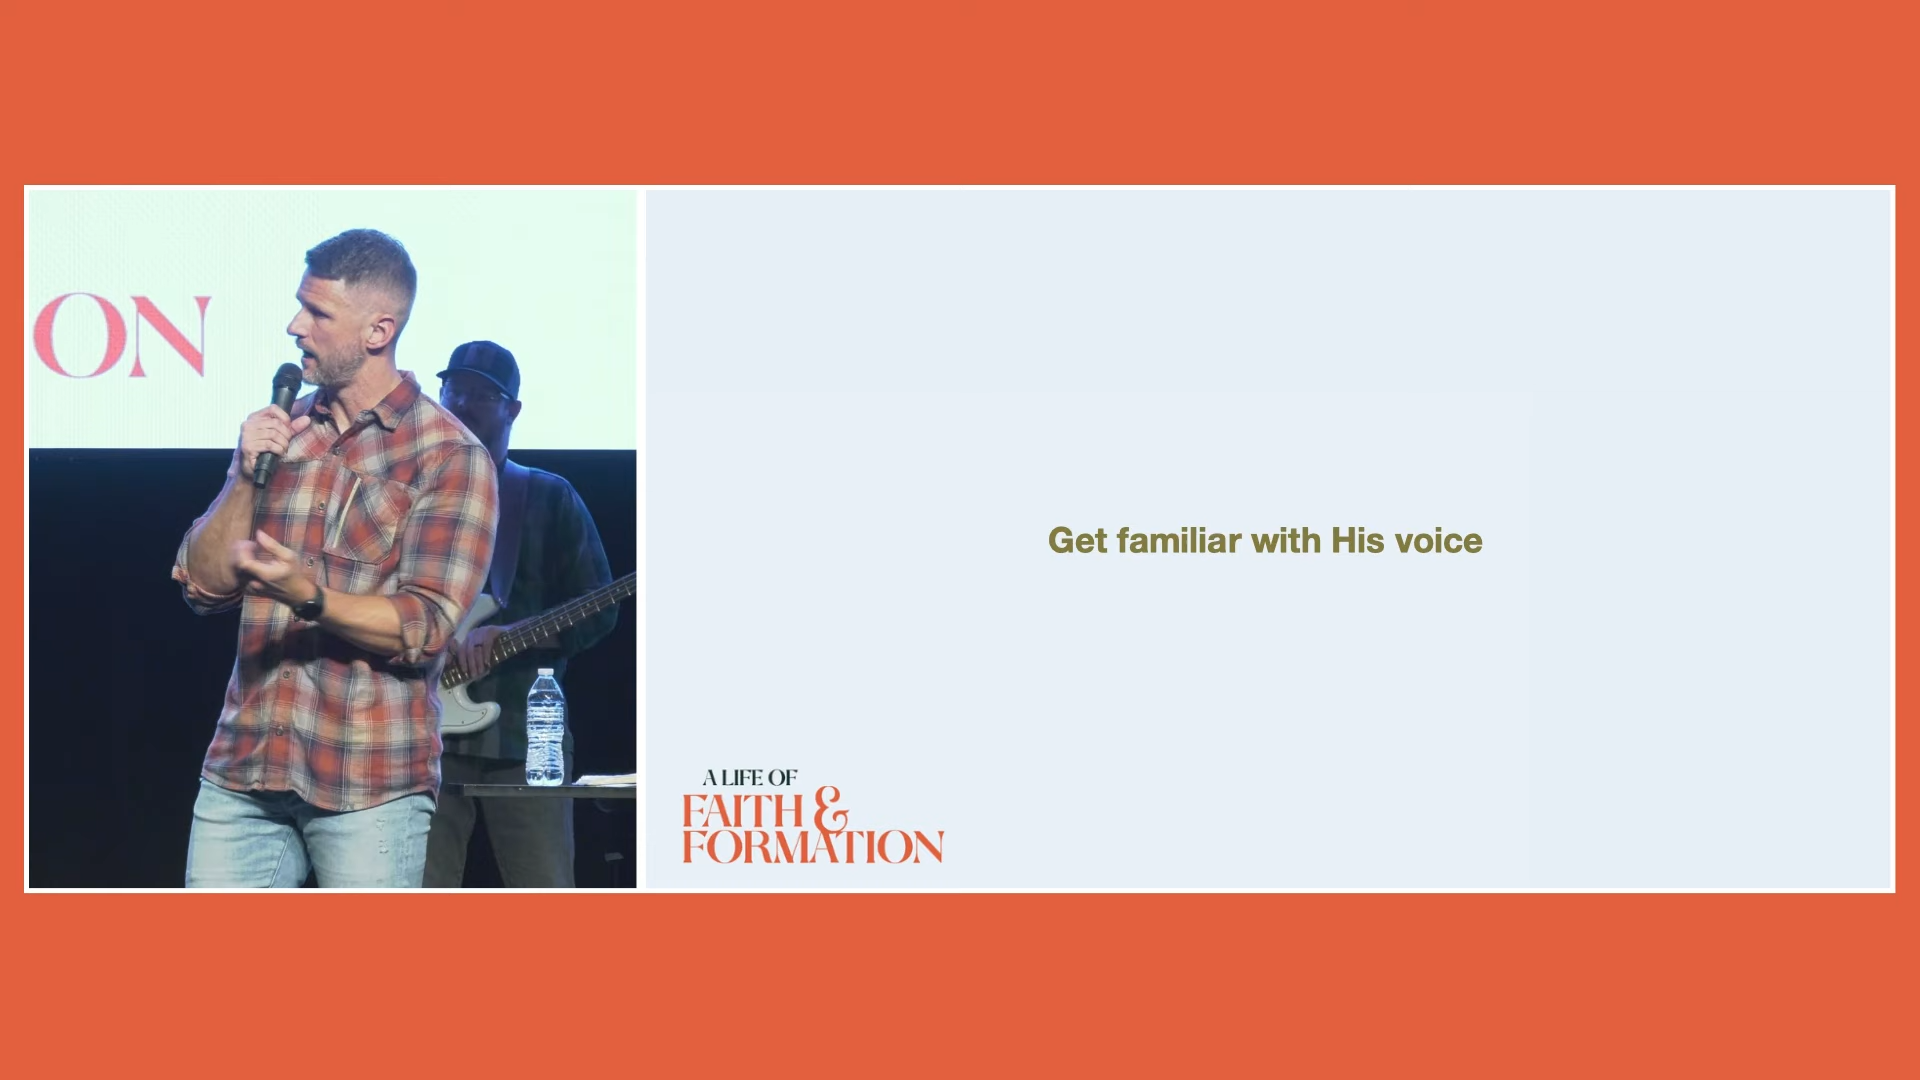 ON
Get familiar with His voice
A LIFE OF
FAITH &
FORMATION